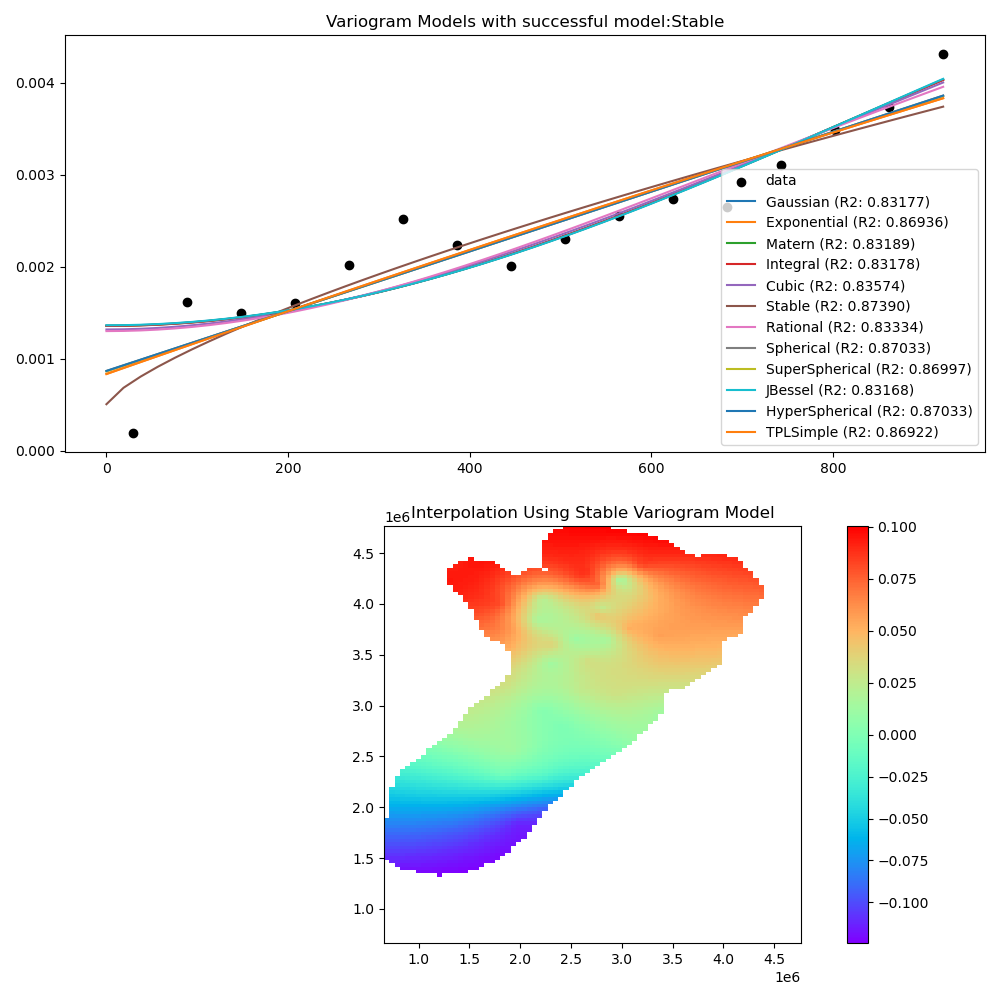 Variogram Models with successful model:Stable
0.004
0.003
0.002
0.001
0.000
data
Gaussian (R2: 0.83177)
Exponential (R2: 0.86936)
Matern (R2: 0.83189)
Integral (R2: 0.83178)
Cubic (R2: 0.83574)
Stable (R2: 0.87390)
Rational (R2: 0.83334)
Spherical (R2: 0.87033)
SuperSpherical (R2: 0.86997)
JBessel (R2: 0.83168)
HyperSpherical (R2: 0.87033)
TPLSimple (R2: 0.86922)
0 200 400 600 800
1e6 Interpolation Using Stable Variogram Model
4.5
4.0
3.5
3.0
2.5
2.0
1.5
1.0
1.0 1.5 2.0 2.5 3.0 3.5 4.0 4.5
1e6
0.100
0.075
0.050
0.025
0.000
−0.025
−0.050
−0.075
−0.100